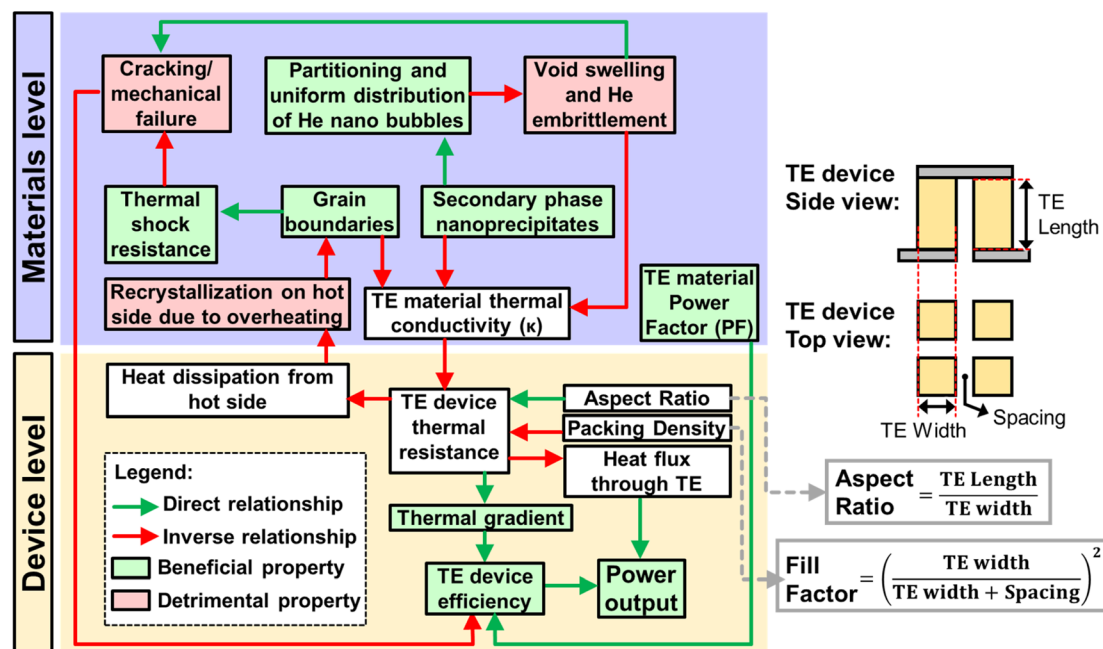 Materials level
Cracking/
mechanical
failure
Partitioning and
uniform distribution
of He nano bubbles
Void swelling
and He
embrittlement
Thermal
shock
resistance
Grain
boundaries
Secondary phase
nanoprecipitates
Recrystallization on hot
side due to overheating
TE material thermal
conductivity (κ)
TE material
Power
Factor (PF)
Device level
Heat dissipation from
hot side
TE device
thermal
resistance
Aspect Ratio
Packing Density
Heat flux
through TE
Thermal gradient
TE device
efficiency
Power
output
Legend:
Direct relationship
Inverse relationship
Beneficial property
Detrimental property
TE device
Side view:
TE
Length
TE device
Top view:
TE Width
Spacing
Aspect
Ratio = TE Length / TE width
Fill
Factor = (TE width / TE width + Spacing)²